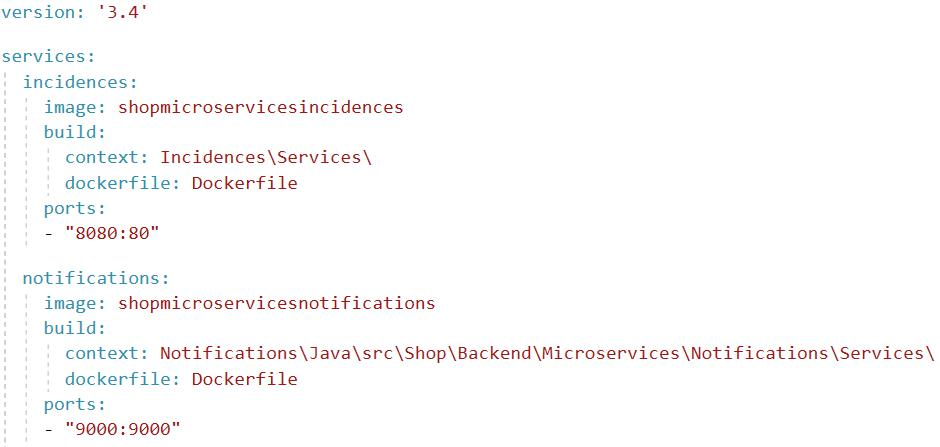 version: '3.4'

services:
  incidences:
    image: shopmicroservicesincidences
    build:
      context: Incidences\Services\
      dockerfile: Dockerfile
    ports:
    - "8080:80"

  notifications:
    image: shopmicroservicesnotifications
    build:
      context: Notifications\Java\src\Shop\Backend\Microservices\Notifications\Services\
      dockerfile: Dockerfile
    ports:
    - "9000:9000"